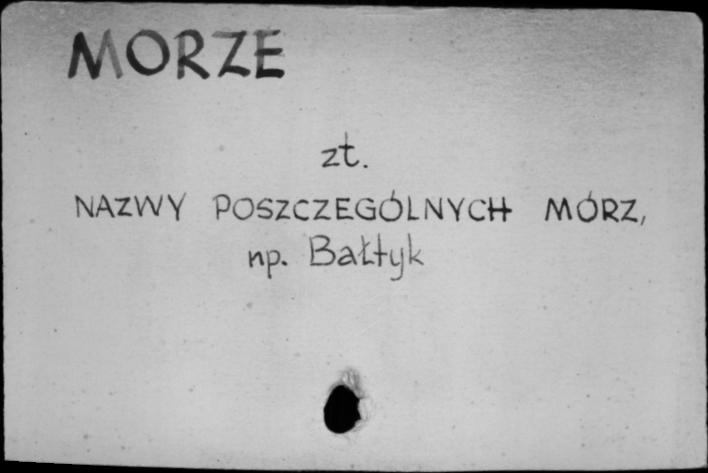 MORZE
zt.
NAZWY POSZCZEGÓLNYCH MÓRZ,
np. Bałtyk